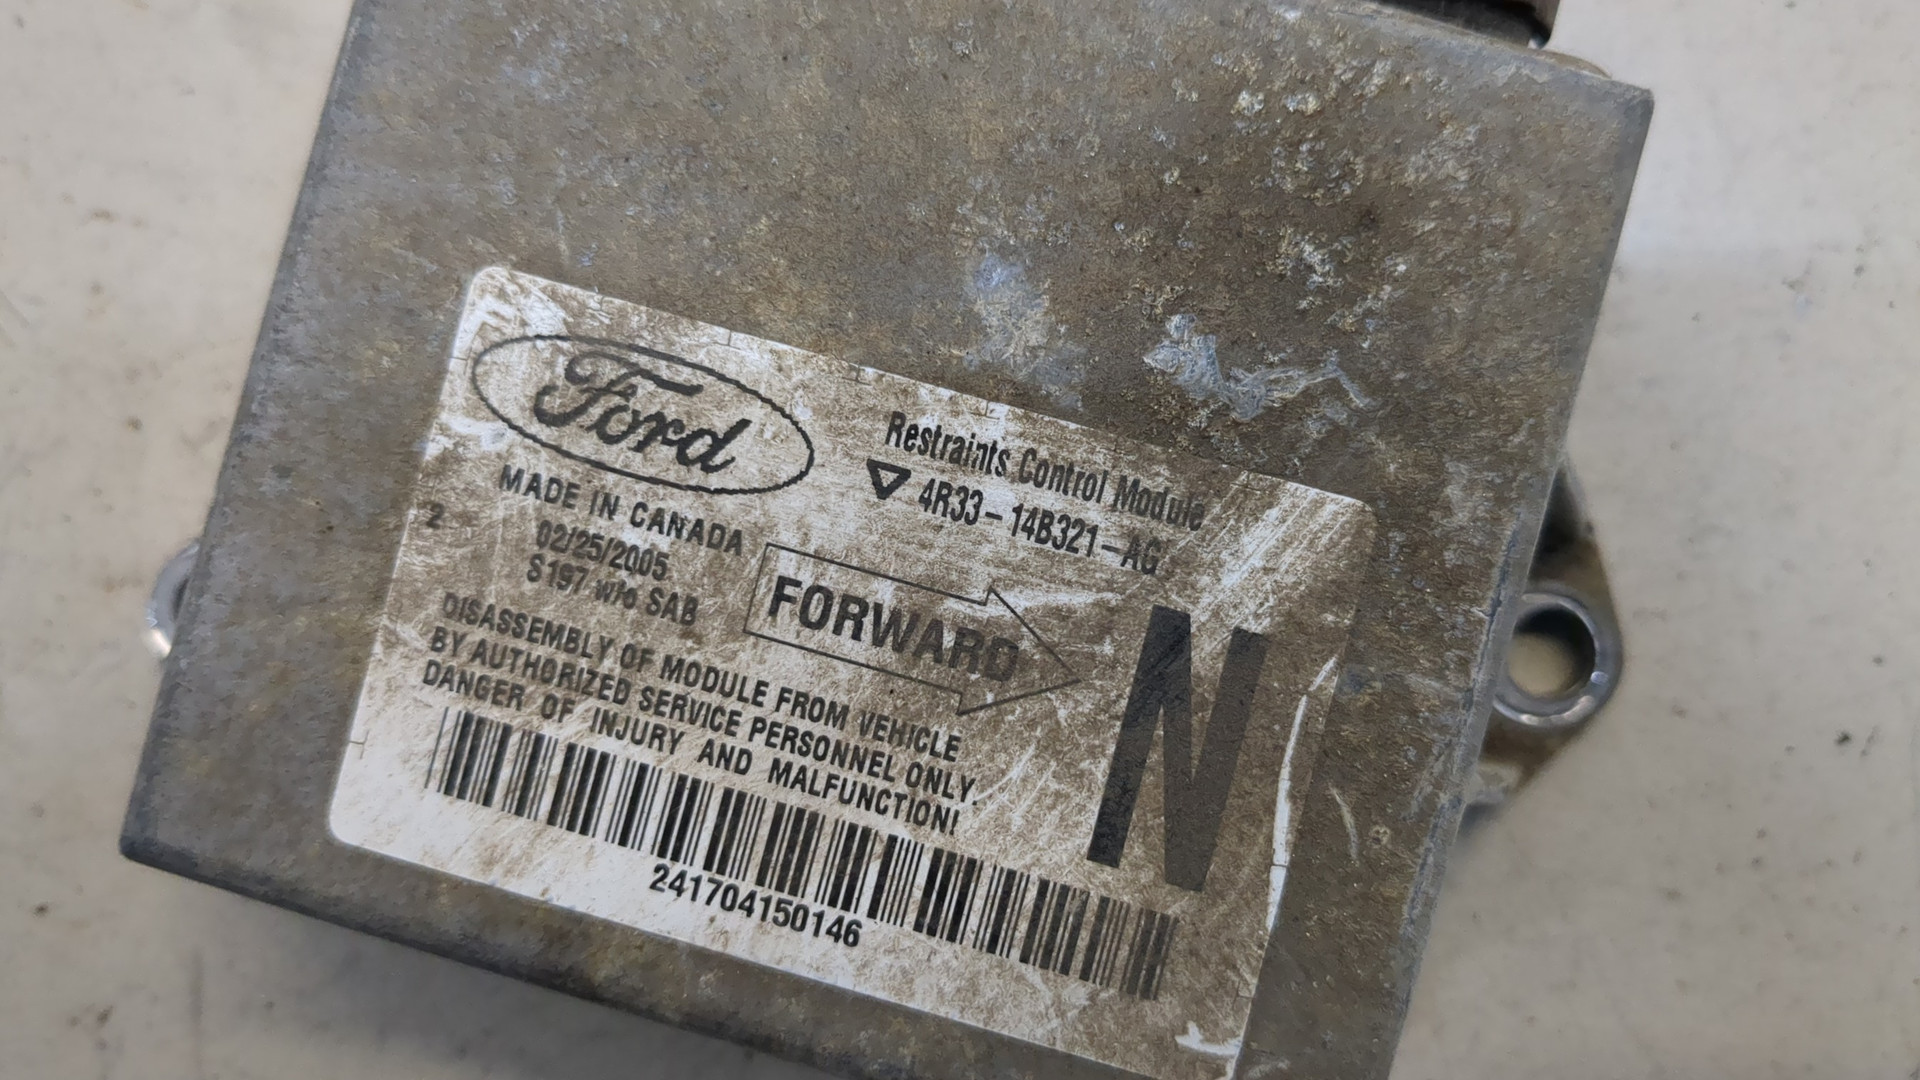 Ford
Restraints Control Module
4R33-14B321-AG
MADE IN CANADA
2
02/25/2005
S197 w/o SAB
FORWARD
N
DISASSEMBLY OF MODULE FROM VEHICLE
BY AUTHORIZED SERVICE PERSONNEL ONLY.
DANGER OF INJURY AND MALFUNCTION!
241704150146